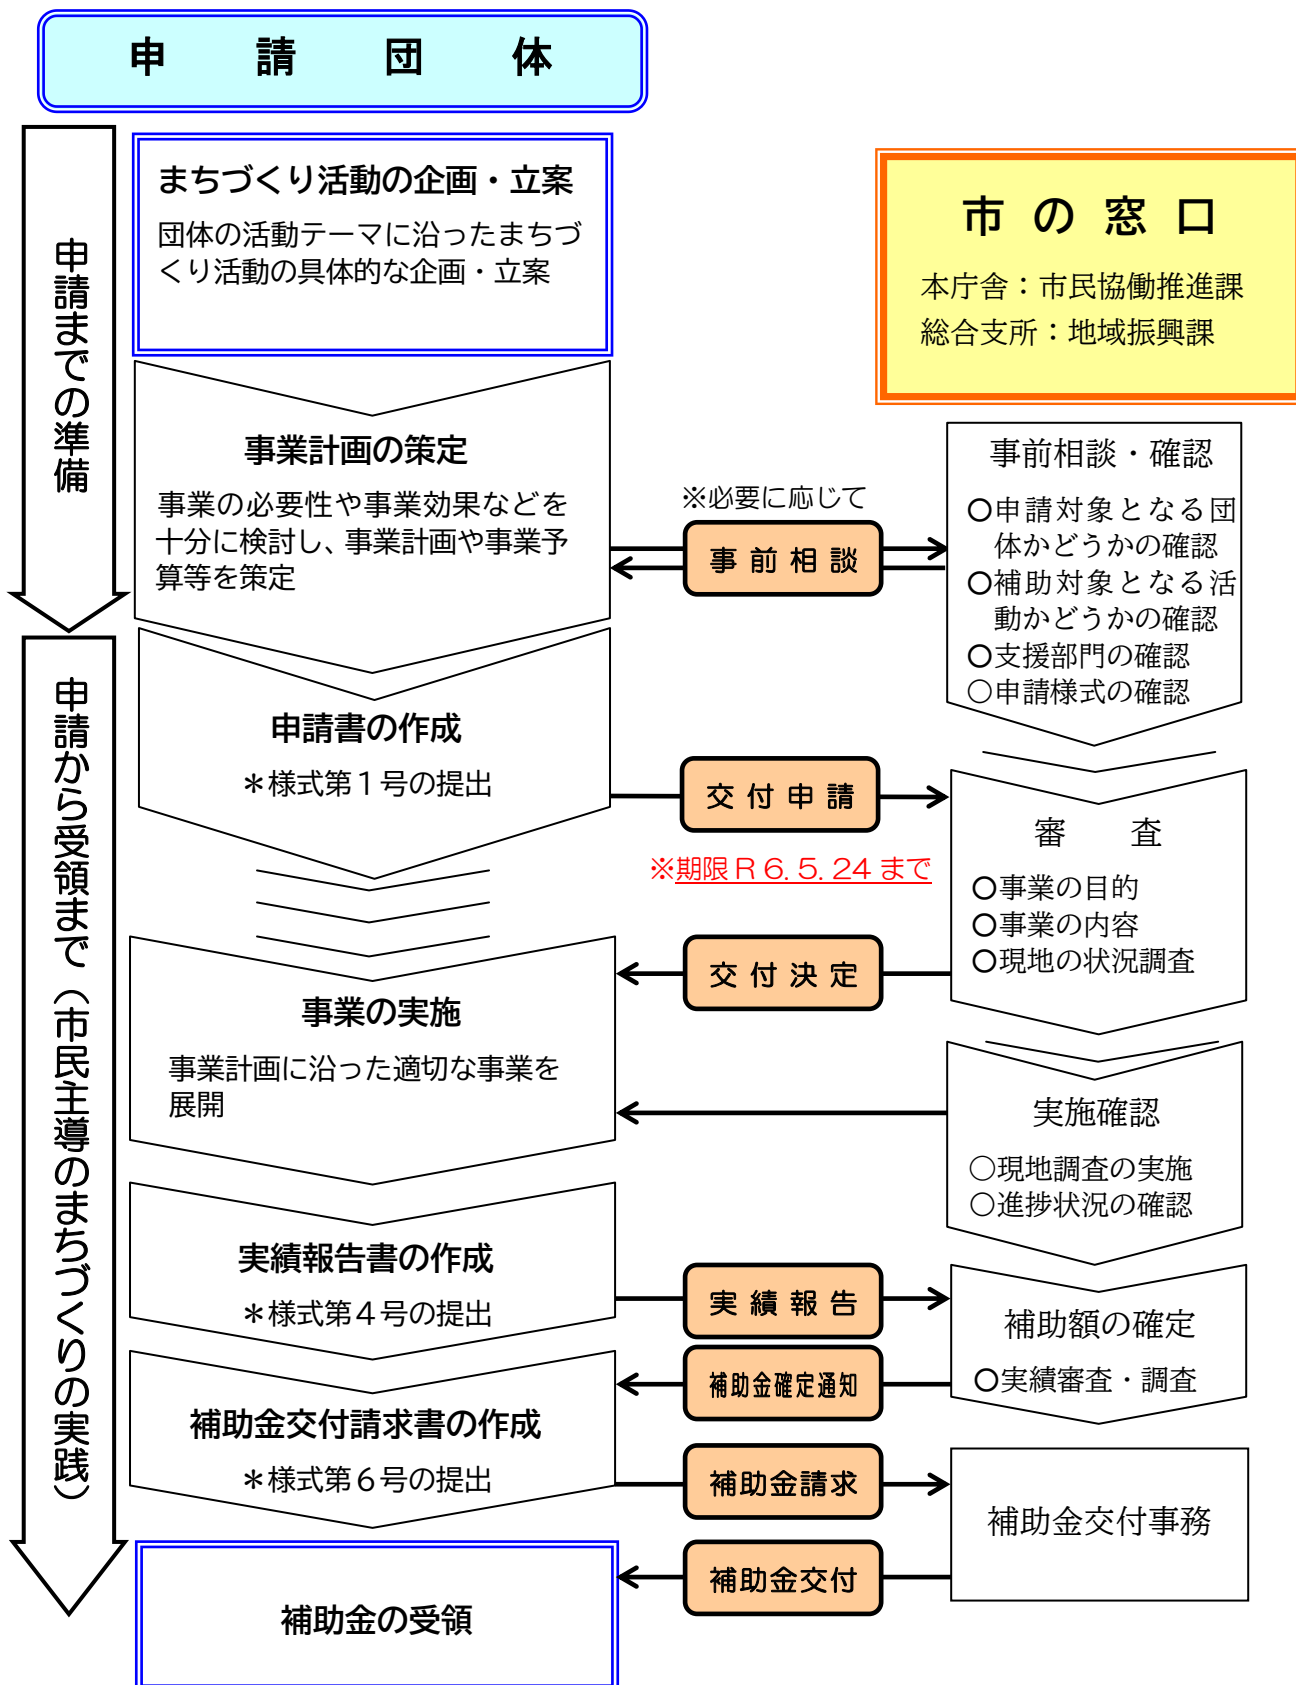 申請団体
申請までの準備
まちづくり活動の企画・立案
団体の活動テーマに沿ったまちづ
くり活動の具体的な企画・立案
市の窓口
本庁舎：市民協働推進課
総合支所：地域振興課
事業計画の策定
事業の必要性や事業効果などを
十分に検討し、事業計画や事業予
算等を策定
※必要に応じて
事前相談
事前相談・確認
○申請対象となる団
体かどうかの確認
○補助対象となる活
動かどうかの確認
○支援部門の確認
○申請様式の確認
申請から受領まで（市民主導のまちづくりの実践）
申請書の作成
＊様式第１号の提出
交付申請
※期限Ｒ6.5.24まで
審査
○事業の目的
○事業の内容
○現地の状況調査
交付決定
事業の実施
事業計画に沿った適切な事業を
展開
実施確認
○現地調査の実施
○進捗状況の確認
実績報告書の作成
＊様式第４号の提出
実績報告
補助額の確定
○実績審査・調査
補助金確定通知
補助金交付請求書の作成
＊様式第６号の提出
補助金請求
補助金交付事務
補助金交付
補助金の受領